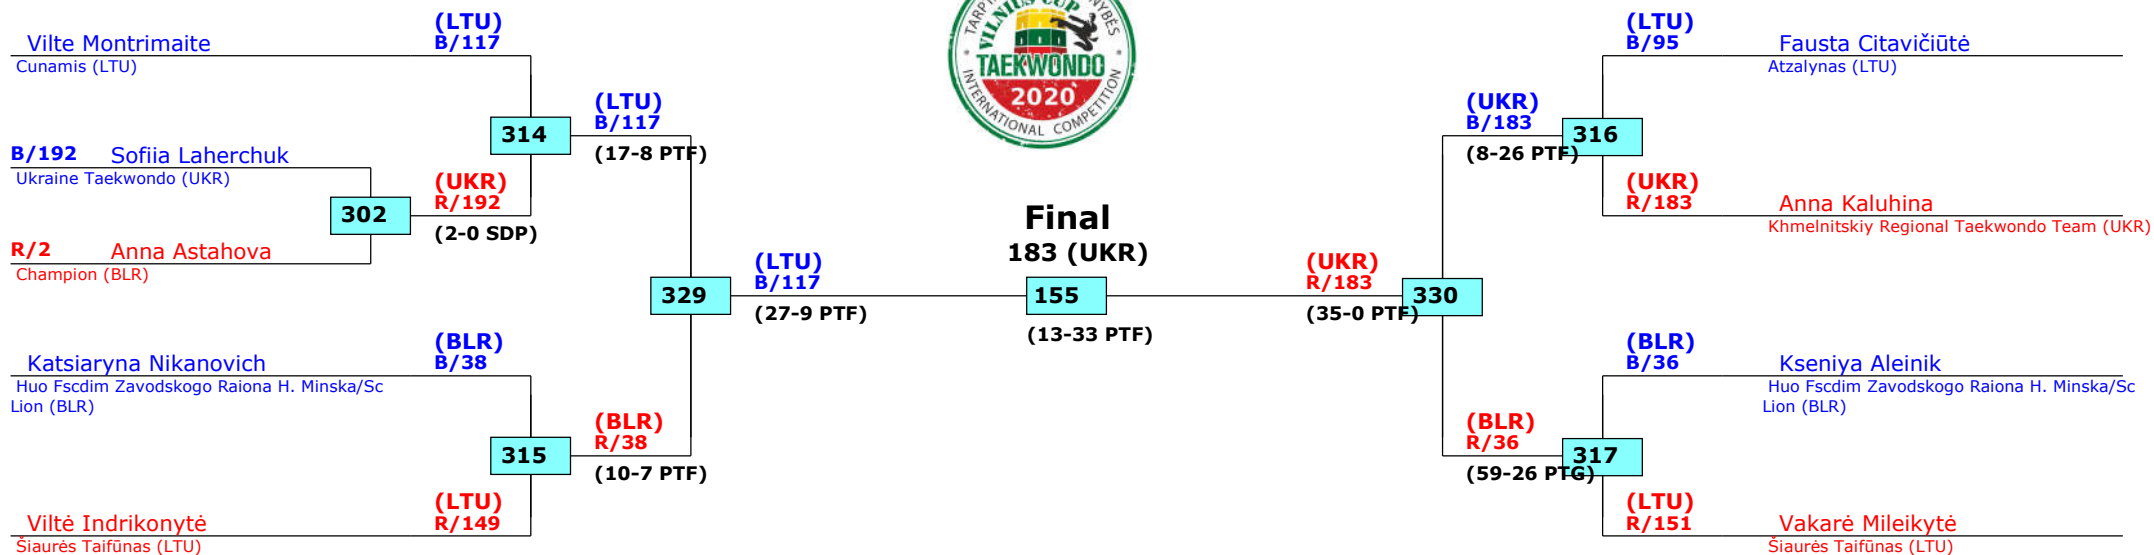 (LTU)
B/117
Vilte Montrimaite
Cunamis (LTU)
314
(LTU)
B/117
(17-8 PTF)
B/192 Sofiia Laherchuk
Ukraine Taekwondo (UKR)
302
(UKR)
R/192
(2-0 SDP)
R/2 Anna Astahova
Champion (BLR)
329
(LTU)
B/117
(27-9 PTF)
(BLR)
B/38
Katsiaryna Nikanovich
Huo Fscdim Zavodskogo Raiona H. Minska/Sc
Lion (BLR)
315
(BLR)
R/38
(10-7 PTF)
(LTU)
R/149
Viltė Indrikonytė
Šiaurės Taifūnas (LTU)
VILNIUS CUP
TAEKWONDO
2020
INTERNATIONAL COMPETITION
Final
183 (UKR)
155
(13-33 PTF)
(LTU)
B/95
Fausta Citavičiūtė
Atzalynas (LTU)
(UKR)
B/183
316
(8-26 PTF)
(UKR)
R/183
Anna Kaluhina
Khmelnitskiy Regional Taekwondo Team (UKR)
(UKR)
R/183
330
(35-0 PTF)
(BLR)
B/36
Kseniya Aleinik
Huo Fscdim Zavodskogo Raiona H. Minska/Sc
Lion (BLR)
(BLR)
R/36
317
(59-26 PTG)
(LTU)
R/151
Vakarė Mileikytė
Šiaurės Taifūnas (LTU)